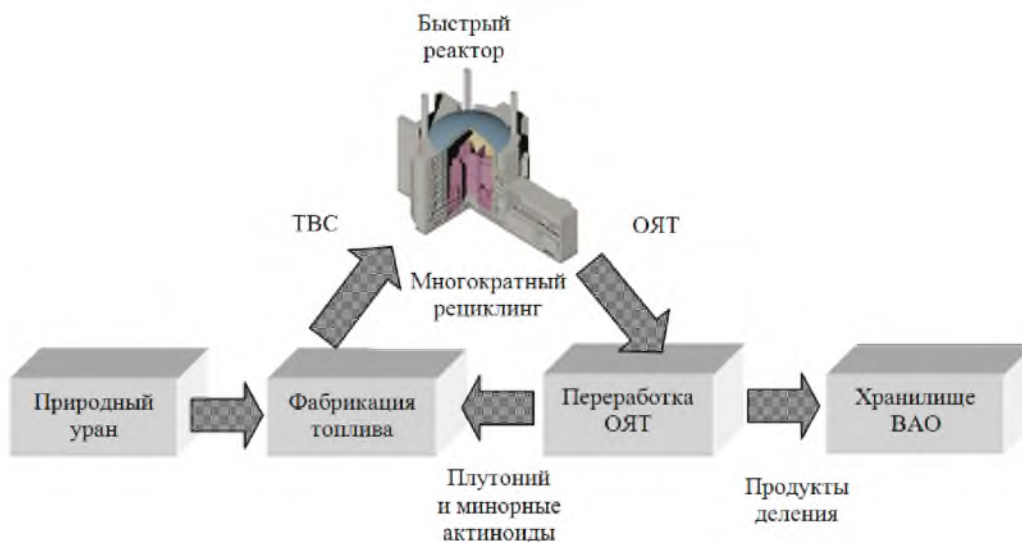 Быстрый
реактор
ТВС
ОЯТ
Многократный
рециклинг
Природный
уран
Фабрикация
топлива
Переработка
ОЯТ
Хранилище
ВАО
Плутоний
и минорные
актиноиды
Продукты
деления